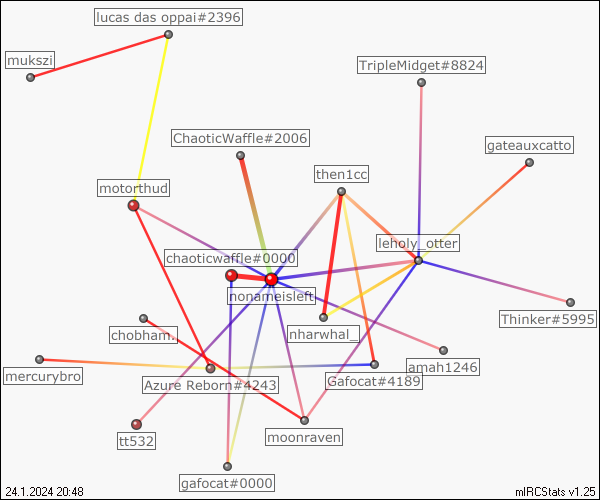 lucas das oppai#2396
mukszi
TripleMidget#8824
ChaoticWaffle#2006
gateauxcatto
then1cc
motorthud
leholy_otter
chaoticwaffle#0000
nonameisleft
Thinker#5995
chobham.
nharwhal_
amah1246
mercurybro
Azure Reborn#4243
Gafocat#4189
tt532
moonraven
gafocat#0000
24.1.2024 20:48
mIRCStats v1.25